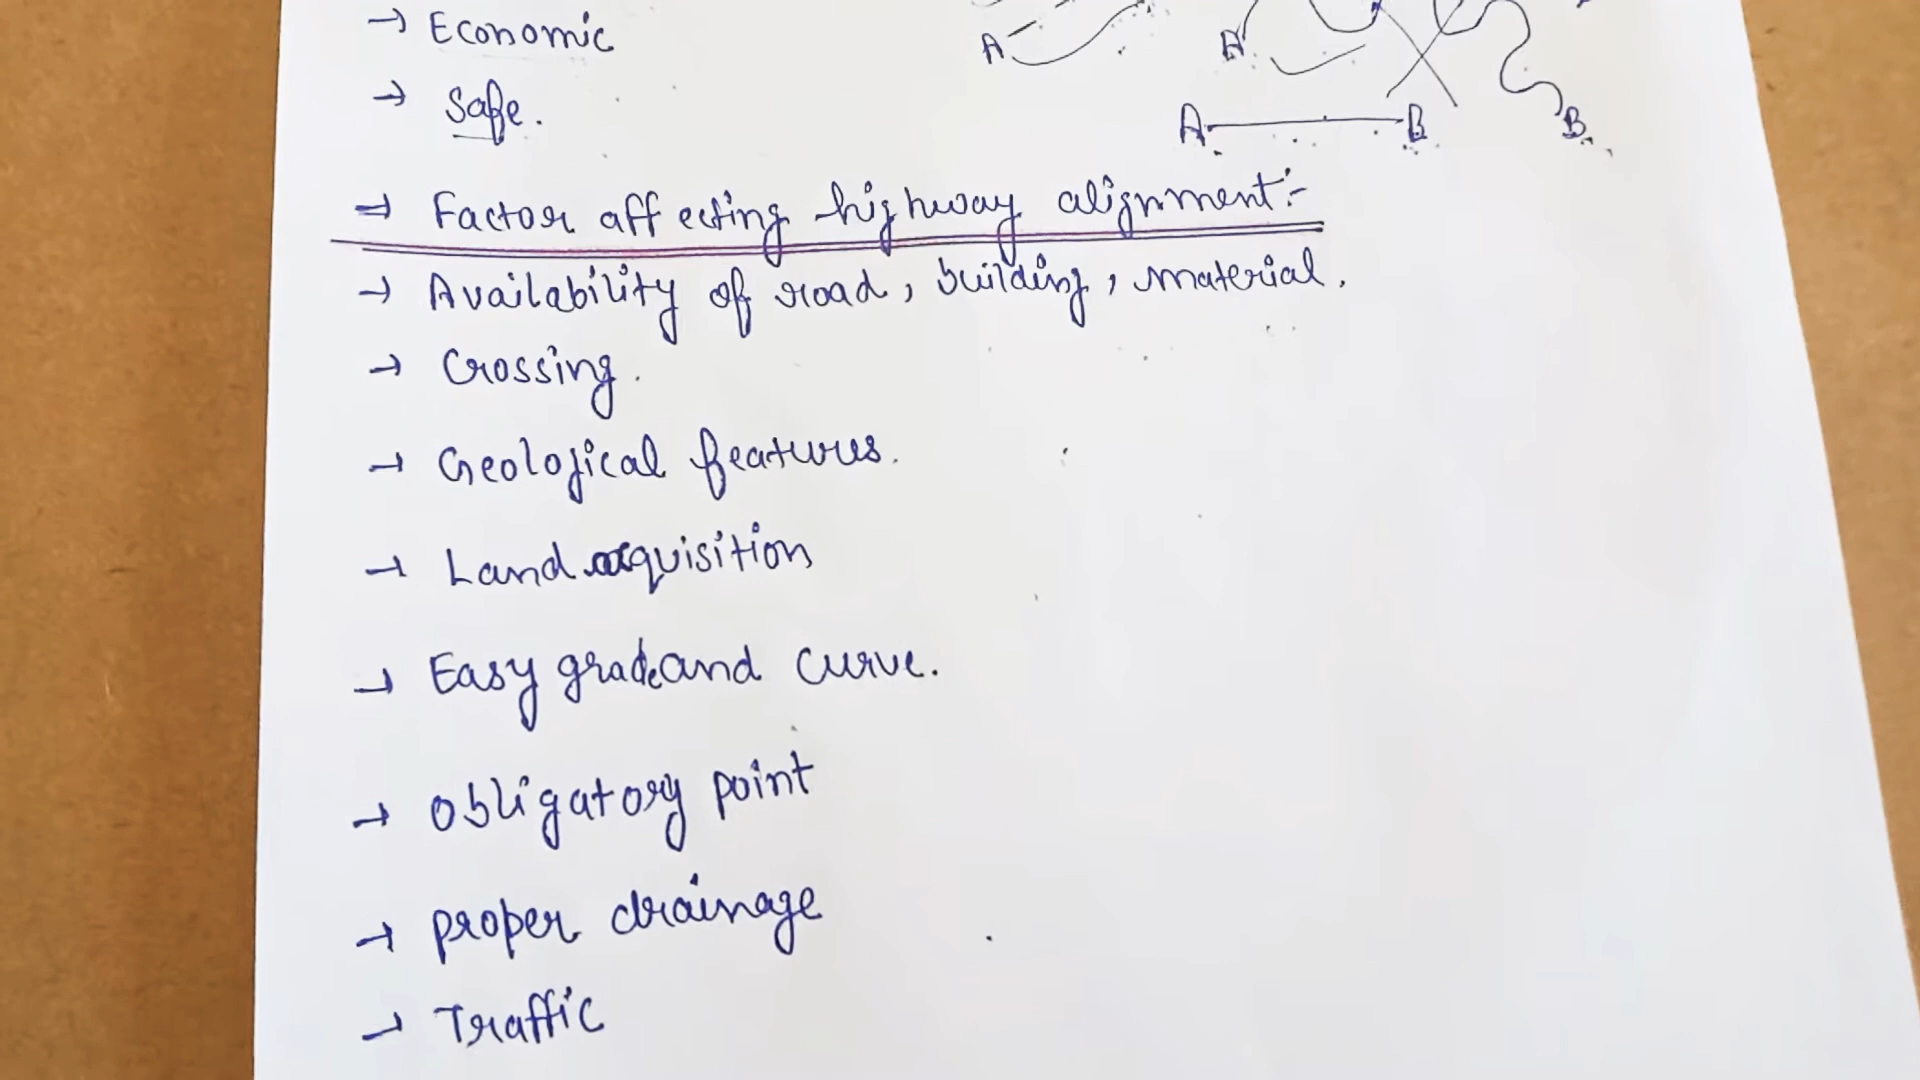 → Economic
A A
→ Safe.
A B B.
⇒ Factor affecting highway alignment:-
→ Availability of road, building, material.
→ Crossing.
→ Geological features.
→ Land acquisition
→ Easy grade and curve.
→ Obligatory point
→ proper drainage
→ Traffic